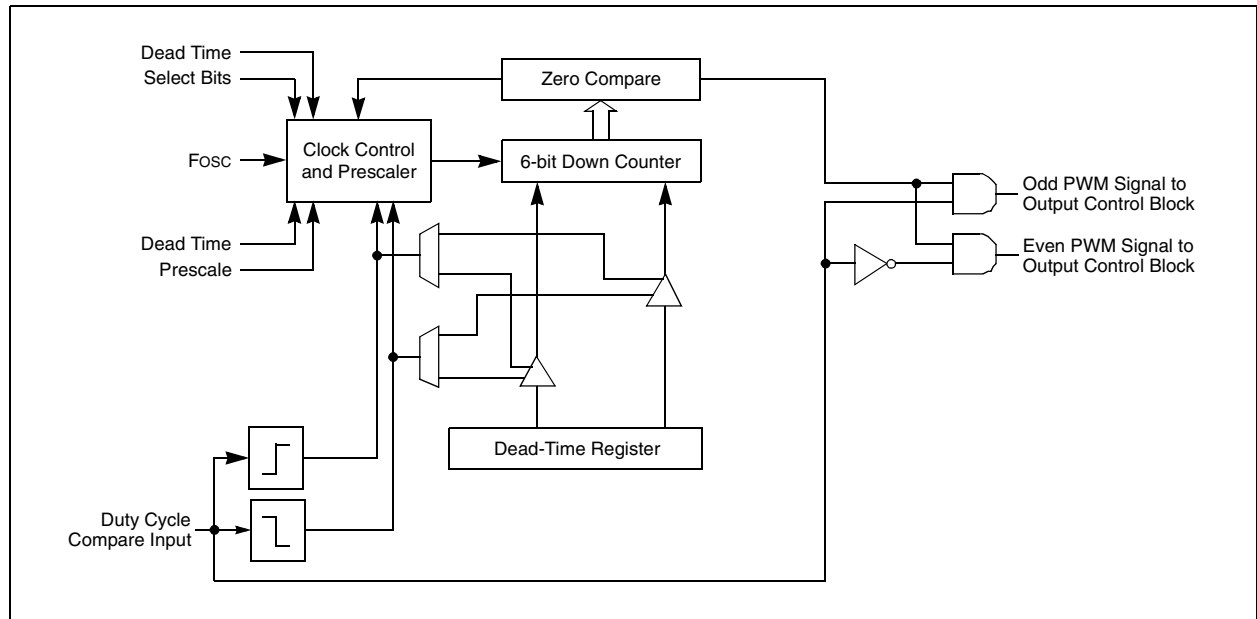 Dead Time
Select Bits
Zero Compare
Clock Control
and Prescaler
6-bit Down Counter
FOSC
Odd PWM Signal to
Output Control Block
Dead Time
Prescale
Even PWM Signal to
Output Control Block
Dead-Time Register
Duty Cycle
Compare Input